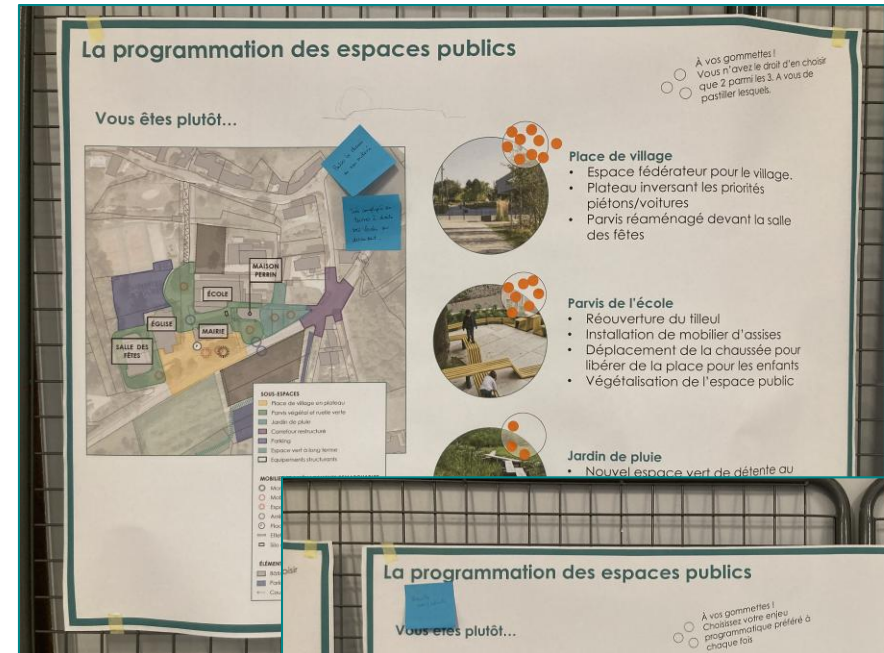 La programmation des espaces publics
À vos gommettes !
Vous n'avez le droit d'en choisir
que 2 parmi les 3. A vous de
pastiller lesquels.
Vous êtes plutôt...
MAISON
PERRIN
ÉCOLE
ÉGLISE
MAIRIE
SALLE DES
FÊTES
SOUS-ESPACES
Place de village en plateau
Parvis végétal et ruelle verte
Jardin de pluie
Carrefour restructuré
Parking
Espace vert à long terme
Equipements structurants
Place de village
• Espace fédérateur pour le village.
• Plateau inversant les priorités
piétons/voitures
• Parvis réaménagé devant la salle
des fêtes
Parvis de l'école
• Réouverture du tilleul
• Installation de mobilier d'assises
• Déplacement de la chaussée pour
libérer de la place pour les enfants
• Végétalisation de l'espace public
Jardin de pluie
• Nouvel espace vert de détente au
La programmation des espaces publics
À vos gommettes !
Choisissez votre enjeu
programmatique préféré à
chaque fois
Vous êtes plutôt...